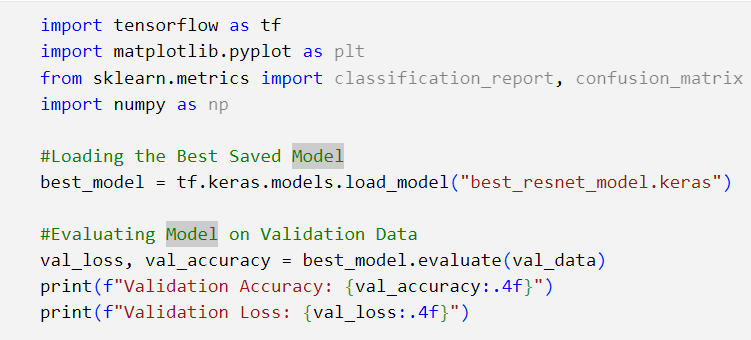 import tensorflow as tf
import matplotlib.pyplot as plt
from sklearn.metrics import classification_report, confusion_matrix
import numpy as np
#Loading the Best Saved Model
best_model = tf.keras.models.load_model("best_resnet_model.keras")
#Evaluating Model on Validation Data
val_loss, val_accuracy = best_model.evaluate(val_data)
print(f"Validation Accuracy: {val_accuracy:.4f}")
print(f"Validation Loss: {val_loss:.4f}")